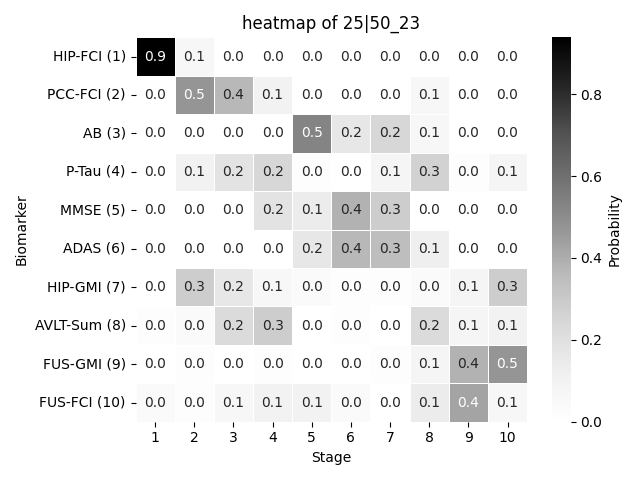 heatmap of 25|50_23
HIP-FCI (1) 0.9 0.1 0.0 0.0 0.0 0.0 0.0 0.0 0.0 0.0
PCC-FCI (2) 0.0 0.5 0.4 0.1 0.0 0.0 0.0 0.1 0.0 0.0
AB (3) 0.0 0.0 0.0 0.0 0.5 0.2 0.2 0.1 0.0 0.0
P-Tau (4) 0.0 0.1 0.2 0.2 0.0 0.0 0.1 0.3 0.0 0.1
MMSE (5) 0.0 0.0 0.0 0.2 0.1 0.4 0.3 0.0 0.0 0.0
ADAS (6) 0.0 0.0 0.0 0.0 0.2 0.4 0.3 0.1 0.0 0.0
HIP-GMI (7) 0.0 0.3 0.2 0.1 0.0 0.0 0.0 0.0 0.1 0.3
AVLT-Sum (8) 0.0 0.0 0.2 0.3 0.0 0.0 0.0 0.2 0.1 0.1
FUS-GMI (9) 0.0 0.0 0.0 0.0 0.0 0.0 0.0 0.1 0.4 0.5
FUS-FCI (10) 0.0 0.0 0.1 0.1 0.1 0.0 0.0 0.1 0.4 0.1
1 2 3 4 5 6 7 8 9 10
Stage
Biomarker
0.8
0.6
0.4
0.2
0.0
Probability